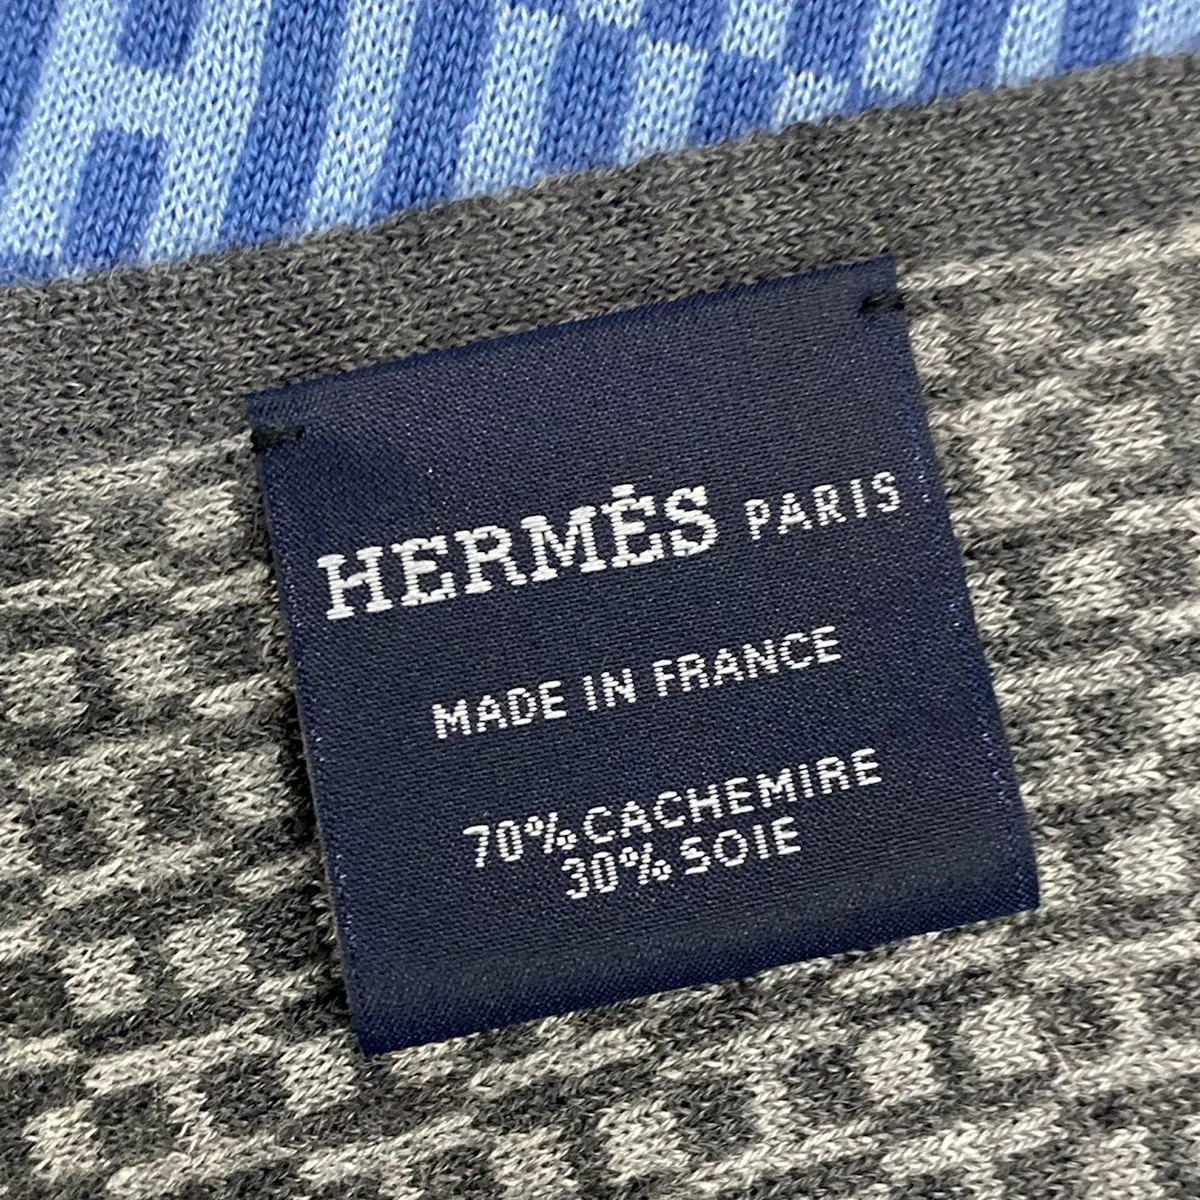 HERMÈS PARIS
MADE IN FRANCE
70% CACHEMIRE
30% SOIE